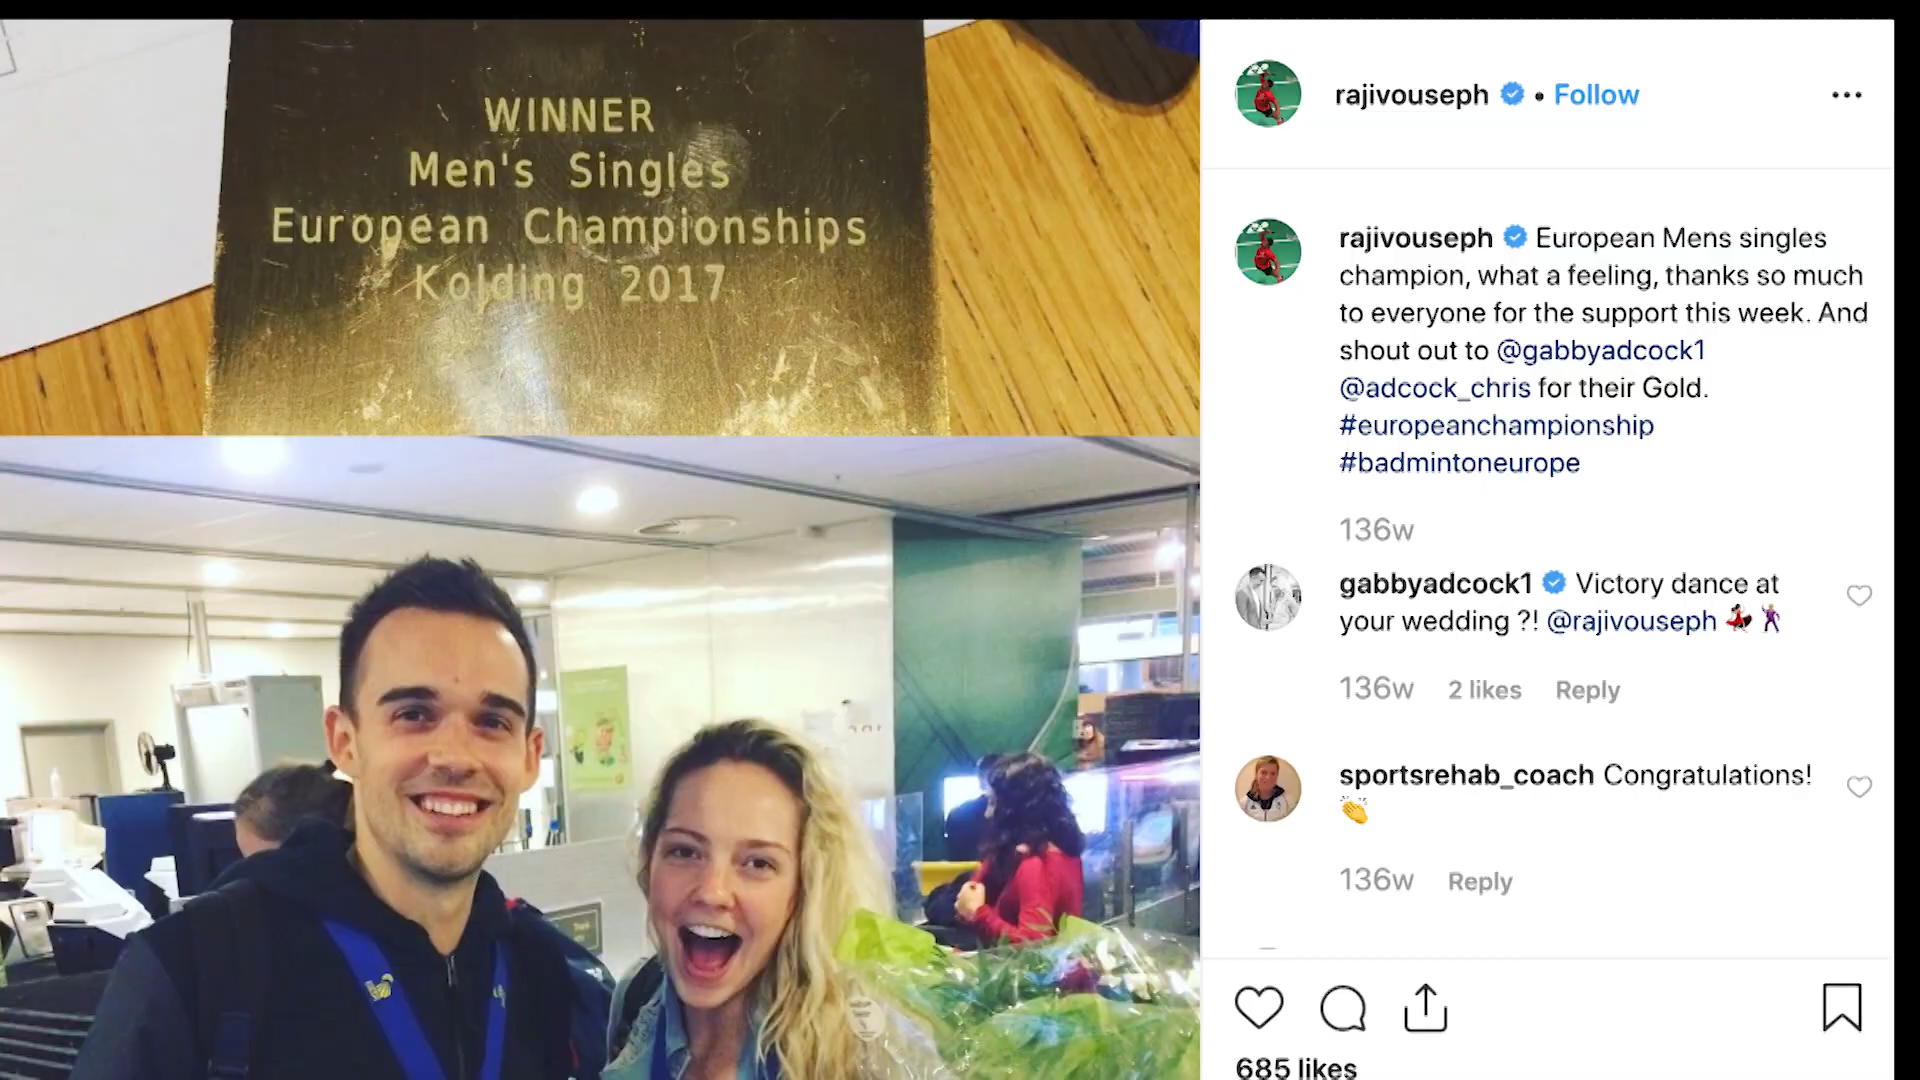 WINNER
Men's Singles
European Championships
Kolding 2017
rajivouseph • Follow
rajivouseph European Mens singles
champion, what a feeling, thanks so much
to everyone for the support this week. And
shout out to @gabbyadcock1
@adcock_chris for their Gold.
#europeanchampionship
#badmintoneurope
136w
gabbyadcock1 Victory dance at
your wedding ?! @rajivouseph 💃🕺
136w 2 likes Reply
sportsrehab_coach Congratulations!
👏
136w Reply
685 likes